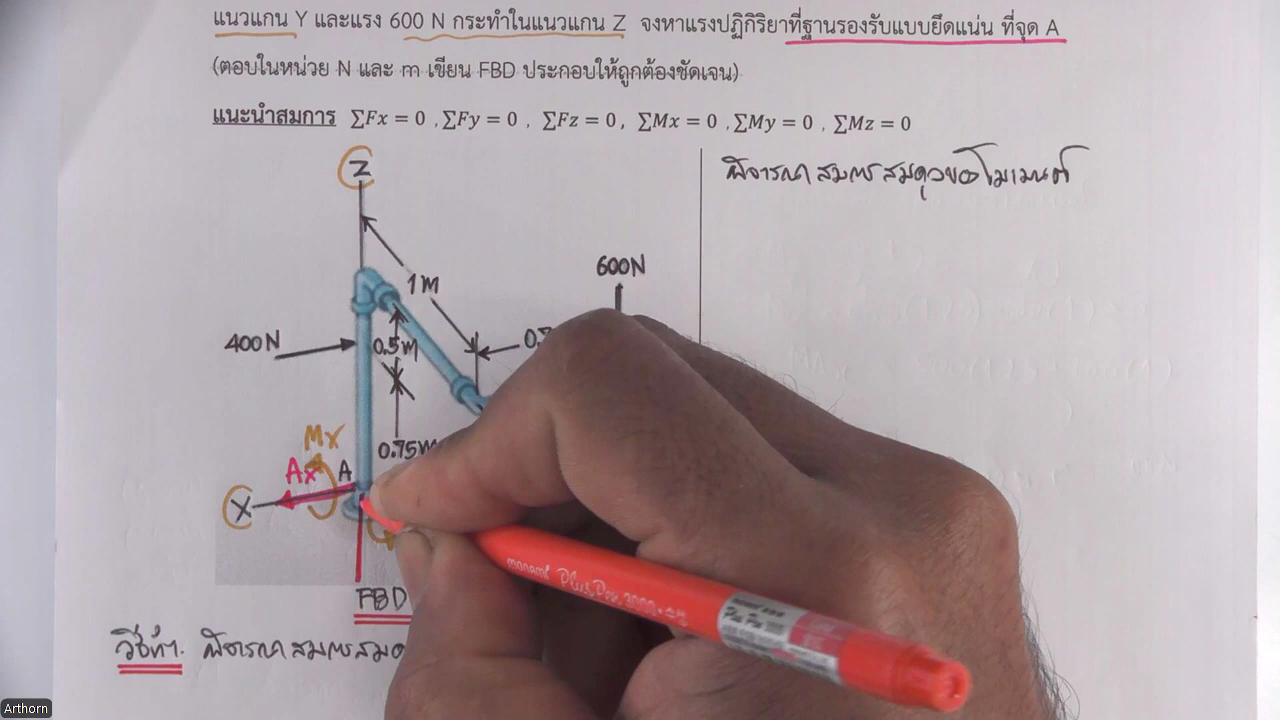 แนวแกน Y และแรง 600 N กระทำในแนวแกน Z จงหาแรงปฏิกิริยาที่ฐานรองรับแบบยึดแน่น ที่จุด A
(ตอบในหน่วย N และ m เขียน FBD ประกอบให้ถูกต้องชัดเจน)
แนะนำสมการ ∑Fx = 0 , ∑Fy = 0 , ∑Fz = 0, ∑Mx = 0 , ∑My = 0 , ∑Mz = 0
พิจารณาสมการสมดุลของโมเมนต์
Z
600N
1m
400N
0.5m
Mx
0.75m
Ax
A
X
FBD
วิธีทำ. พิจารณาสมการสมด
monami Plus Pen 3000
Arthorn